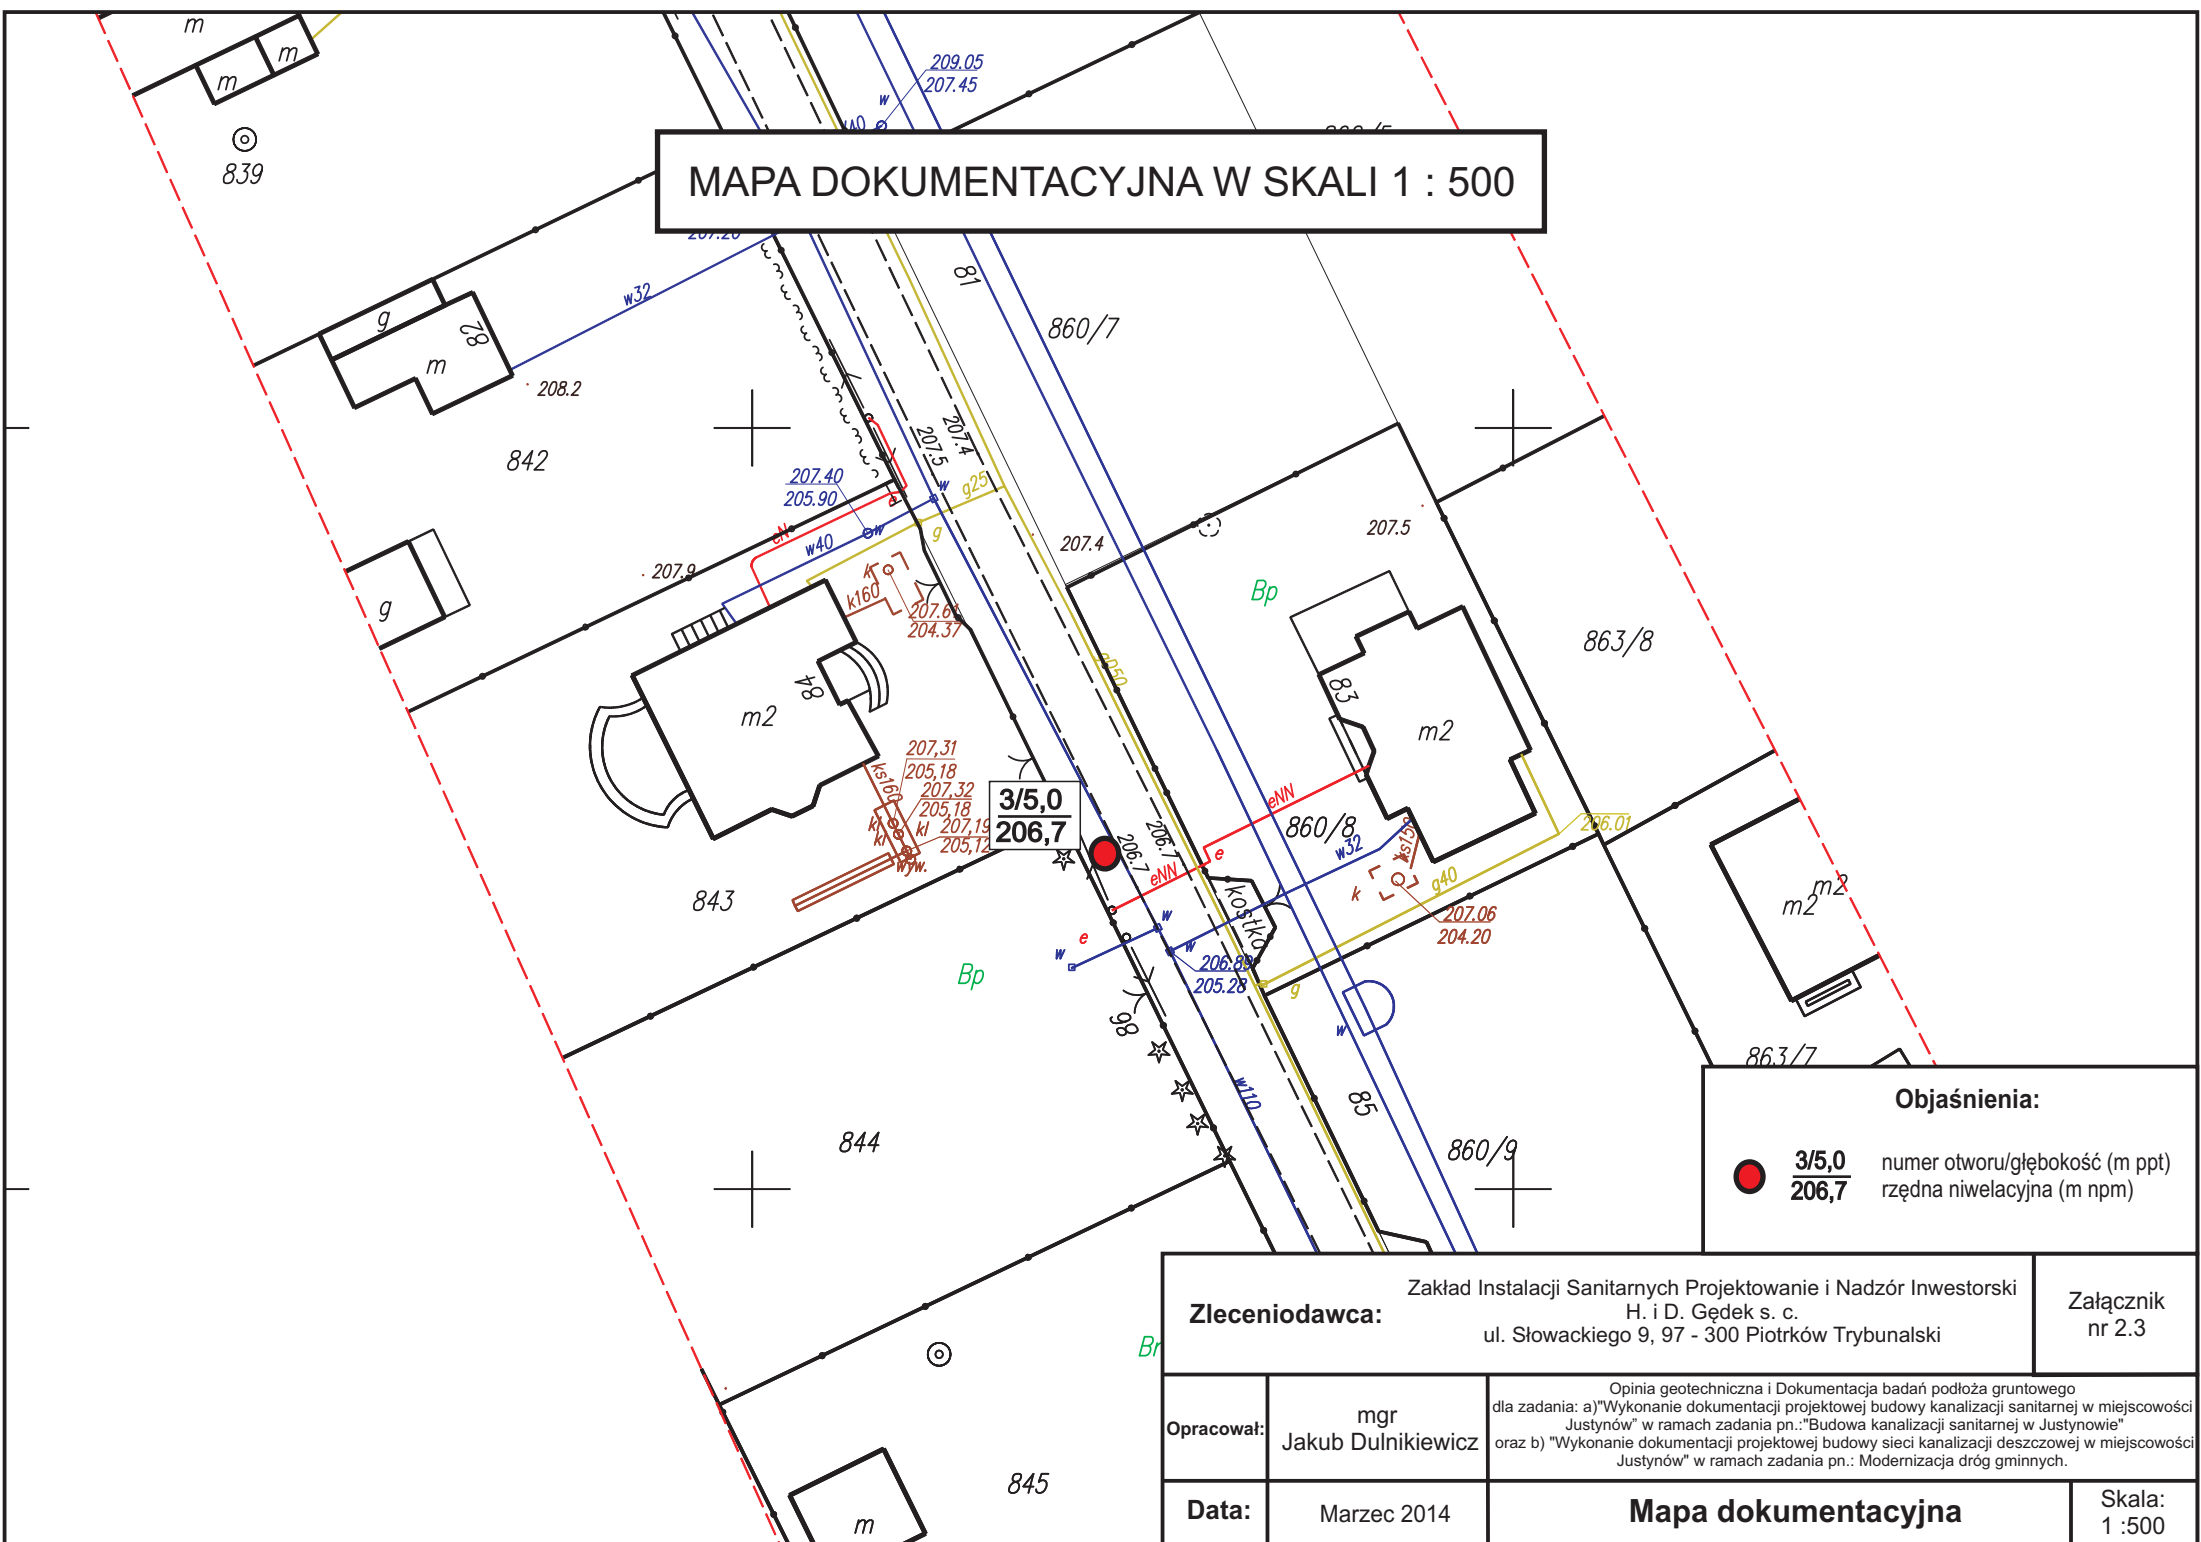 m
m
m
839
209.05
207.45
w
MAPA DOKUMENTACYJNA W SKALI 1 : 500
w32
g
m
82
208.2
842
81
860/7
207.5
207.4
207.40
205.90
w
g25
e
eN
w40
w
g
207.9
k
k160
207.61
204.37
g
207.4
207.5
Bp
863/8
gD50
84
m2
83
m2
207,31
205,18
ks160
207,32
205,18
kl
kl
kl
207,19
205,12
wyw.
3/5,0
206,7
206.7
206.7
eNN
eNN
e
860/8
w32
206.01
g40
k
207.06
204.20
kostka
843
m2
m2
w
e
w
w
206.89
205.28
g
Bp
98
w
w110
85
863/7
844
860/9
Objaśnienia:
3/5,0
206,7
numer otworu/głębokość (m ppt)
rzędna niwelacyjna (m npm)
Zleceniodawca:
Zakład Instalacji Sanitarnych Projektowanie i Nadzór Inwestorski
H. i D. Gędek s. c.
ul. Słowackiego 9, 97 - 300 Piotrków Trybunalski
Załącznik
nr 2.3
845
m
Opracował:
mgr
Jakub Dulnikiewicz
Opinia geotechniczna i Dokumentacja badań podłoża gruntowego
dla zadania: a)"Wykonanie dokumentacji projektowej budowy kanalizacji sanitarnej w miejscowości
Justynów" w ramach zadania pn.:"Budowa kanalizacji sanitarnej w Justynowie"
oraz b) "Wykonanie dokumentacji projektowej budowy sieci kanalizacji deszczowej w miejscowości
Justynów" w ramach zadania pn.: Modernizacja dróg gminnych.
Data:
Marzec 2014
Mapa dokumentacyjna
Skala:
1 :500